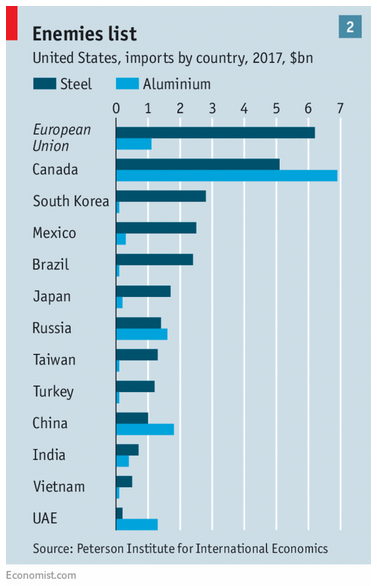 Enemies list
2
United States, imports by country, 2017, $bn
Steel
Aluminium
0 1 2 3 4 5 6 7
European
Union
Canada
South Korea
Mexico
Brazil
Japan
Russia
Taiwan
Turkey
China
India
Vietnam
UAE
Source: Peterson Institute for International Economics
Economist.com